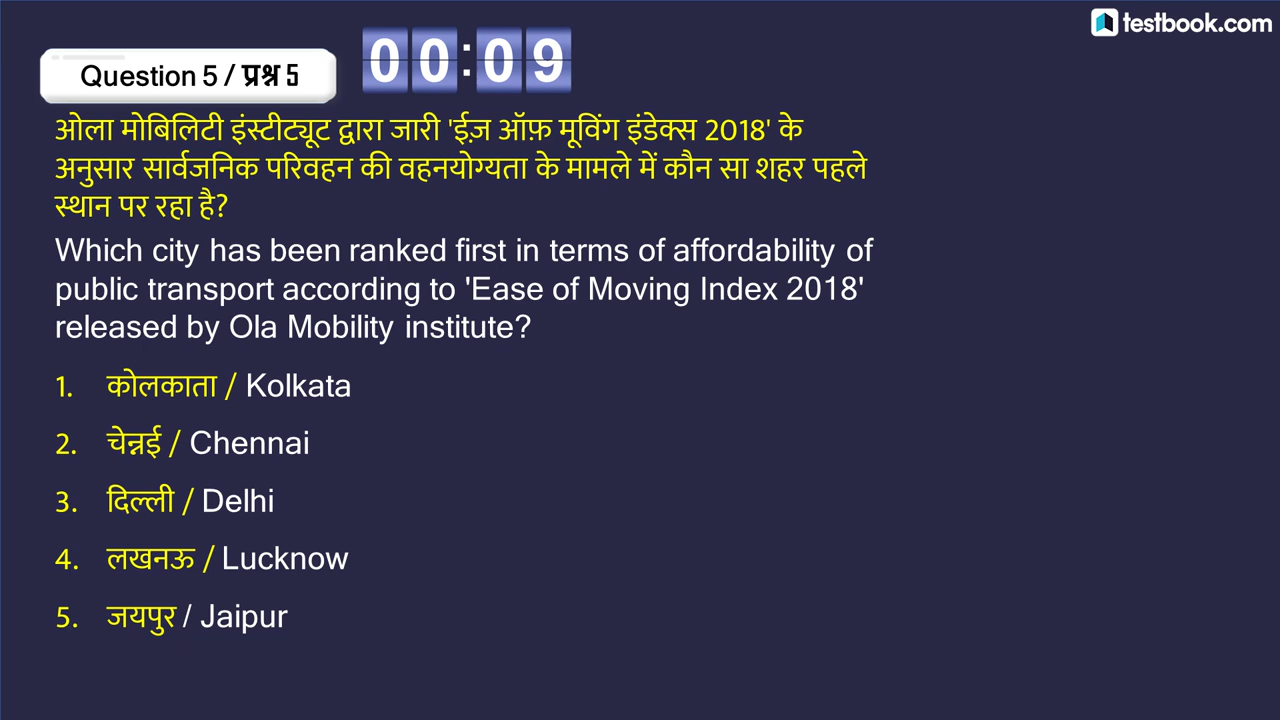 testbook.com
Question 5 / प्रश्न 5
00:09
ओला मोबिलिटी इंस्टीट्यूट द्वारा जारी 'ईज़ ऑफ़ मूविंग इंडेक्स 2018' के
अनुसार सार्वजनिक परिवहन की वहनयोग्यता के मामले में कौन सा शहर पहले
स्थान पर रहा है?
Which city has been ranked first in terms of affordability of
public transport according to 'Ease of Moving Index 2018'
released by Ola Mobility institute?
1. कोलकाता / Kolkata
2. चेन्नई / Chennai
3. दिल्ली / Delhi
4. लखनऊ / Lucknow
5. जयपुर / Jaipur